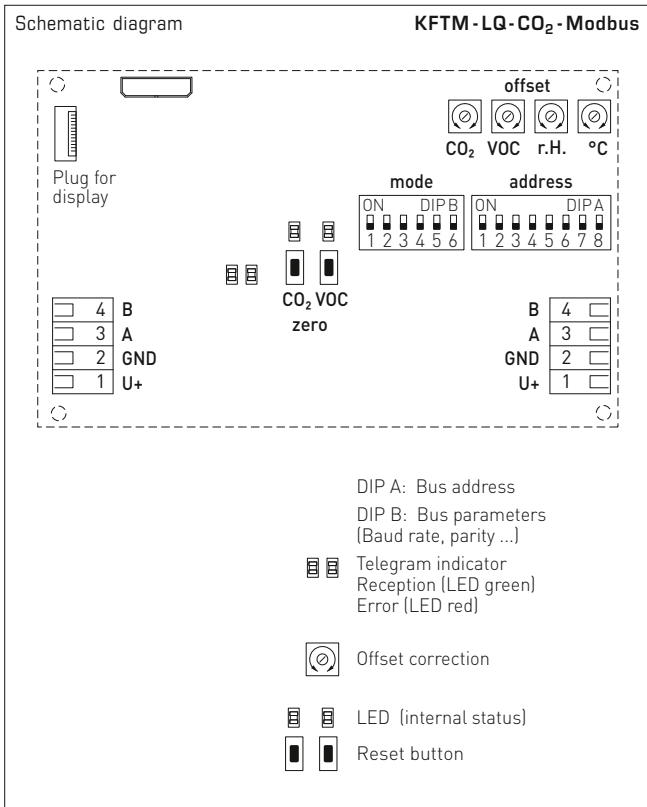 Schematic diagram KFTM-LQ-CO₂-Modbus
offset
CO₂ VOC r.H. °C
Plug for
display
mode address
ON DIP B ON DIP A
1 2 3 4 5 6 1 2 3 4 5 6 7 8
CO₂ VOC
zero
4 B
3 A
2 GND
1 U+
B 4
A 3
GND 2
U+ 1
DIP A: Bus address
DIP B: Bus parameters
(Baud rate, parity ...)
Telegram indicator
Reception (LED green)
Error (LED red)
Offset correction
LED (internal status)
Reset button